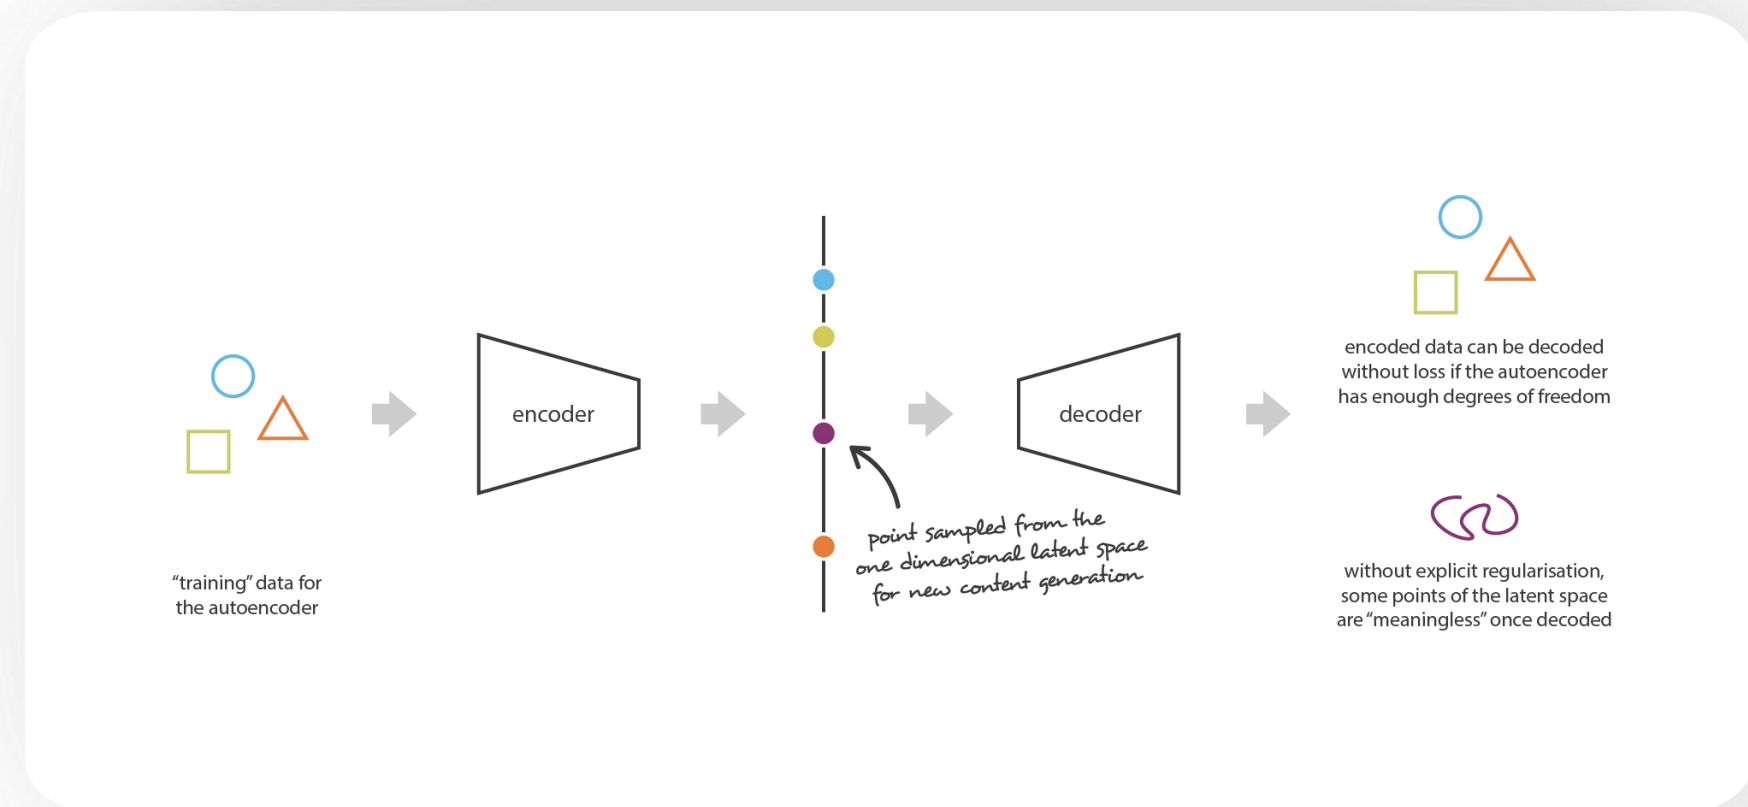 "training" data for
the autoencoder
encoder
point sampled from the
one dimensional latent space
for new content generation
decoder
encoded data can be decoded
without loss if the autoencoder
has enough degrees of freedom
without explicit regularisation,
some points of the latent space
are "meaningless" once decoded